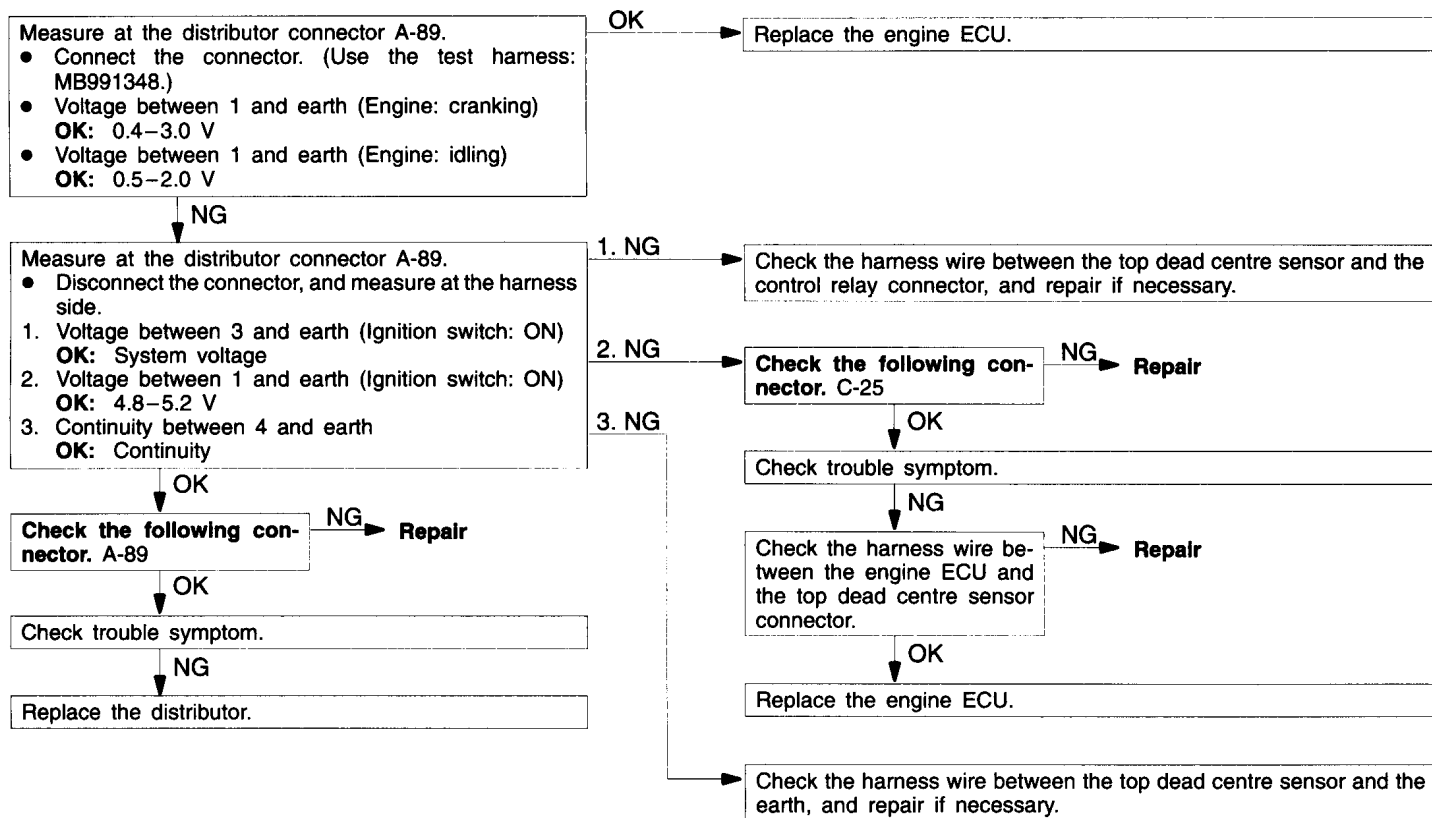 Measure at the distributor connector A-89.
● Connect the connector. (Use the test harness:
MB991348.)
● Voltage between 1 and earth (Engine: cranking)
OK: 0.4–3.0 V
● Voltage between 1 and earth (Engine: idling)
OK: 0.5–2.0 V
OK
Replace the engine ECU.
NG
Measure at the distributor connector A-89.
● Disconnect the connector, and measure at the harness
side.
1. Voltage between 3 and earth (Ignition switch: ON)
OK: System voltage
2. Voltage between 1 and earth (Ignition switch: ON)
OK: 4.8–5.2 V
3. Continuity between 4 and earth
OK: Continuity
1. NG
Check the harness wire between the top dead centre sensor and the
control relay connector, and repair if necessary.
2. NG
Check the following con-
nector. C-25
NG
Repair
OK
Check trouble symptom.
NG
Check the harness wire be-
tween the engine ECU and
the top dead centre sensor
connector.
NG
Repair
OK
Replace the engine ECU.
3. NG
Check the harness wire between the top dead centre sensor and the
earth, and repair if necessary.
OK
Check the following con-
nector. A-89
NG
Repair
OK
Check trouble symptom.
NG
Replace the distributor.